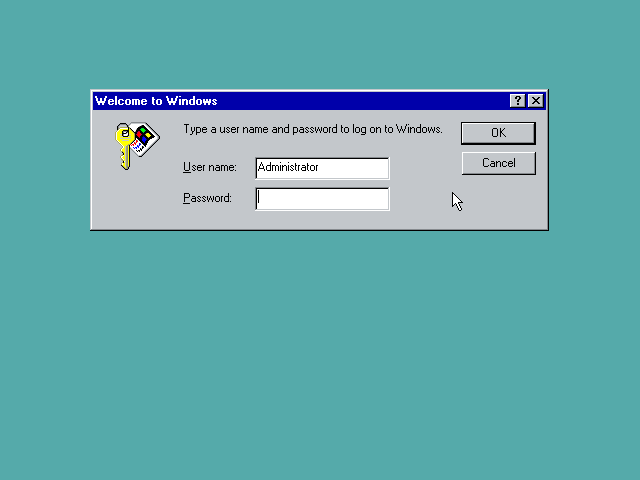 Welcome to Windows
Type a user name and password to log on to Windows.
OK
User name: Administrator
Cancel
Password: